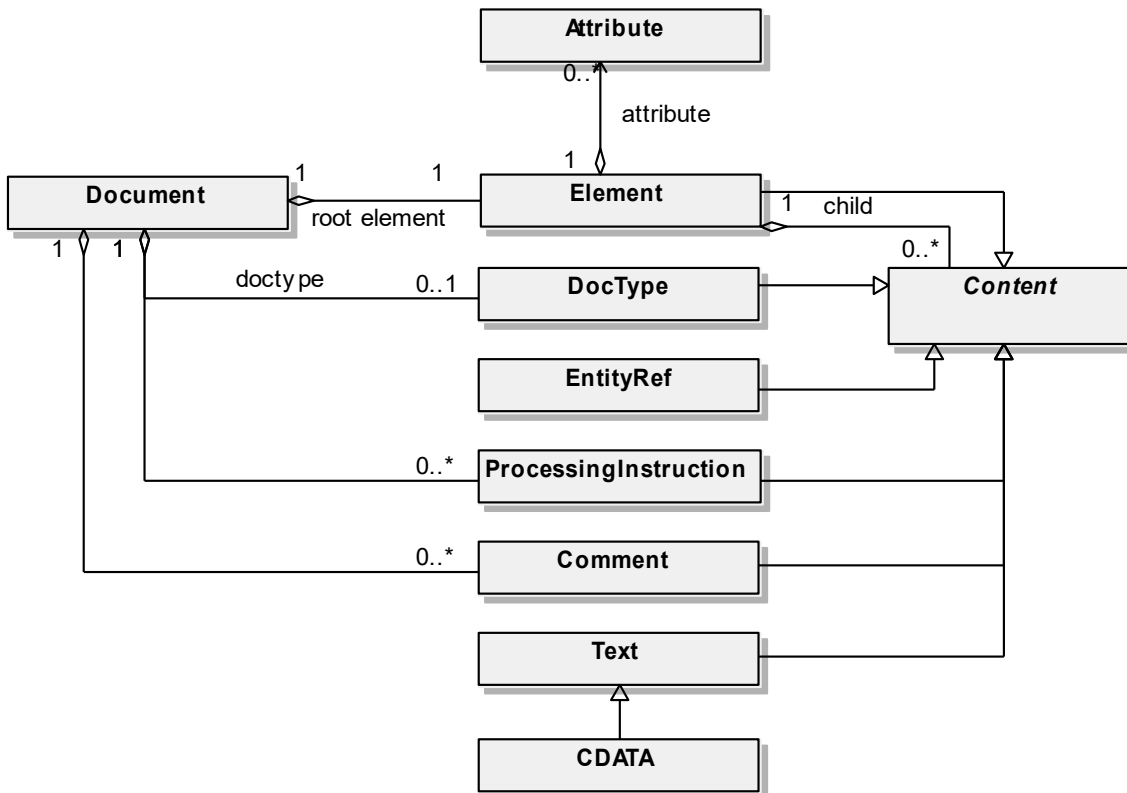 Attribute
0..*
attribute
1
1
1
Document
Element
root element
1
child
1
1
0..*
doctype
0..1
DocType
Content
EntityRef
0..*
ProcessingInstruction
0..*
Comment
Text
CDATA